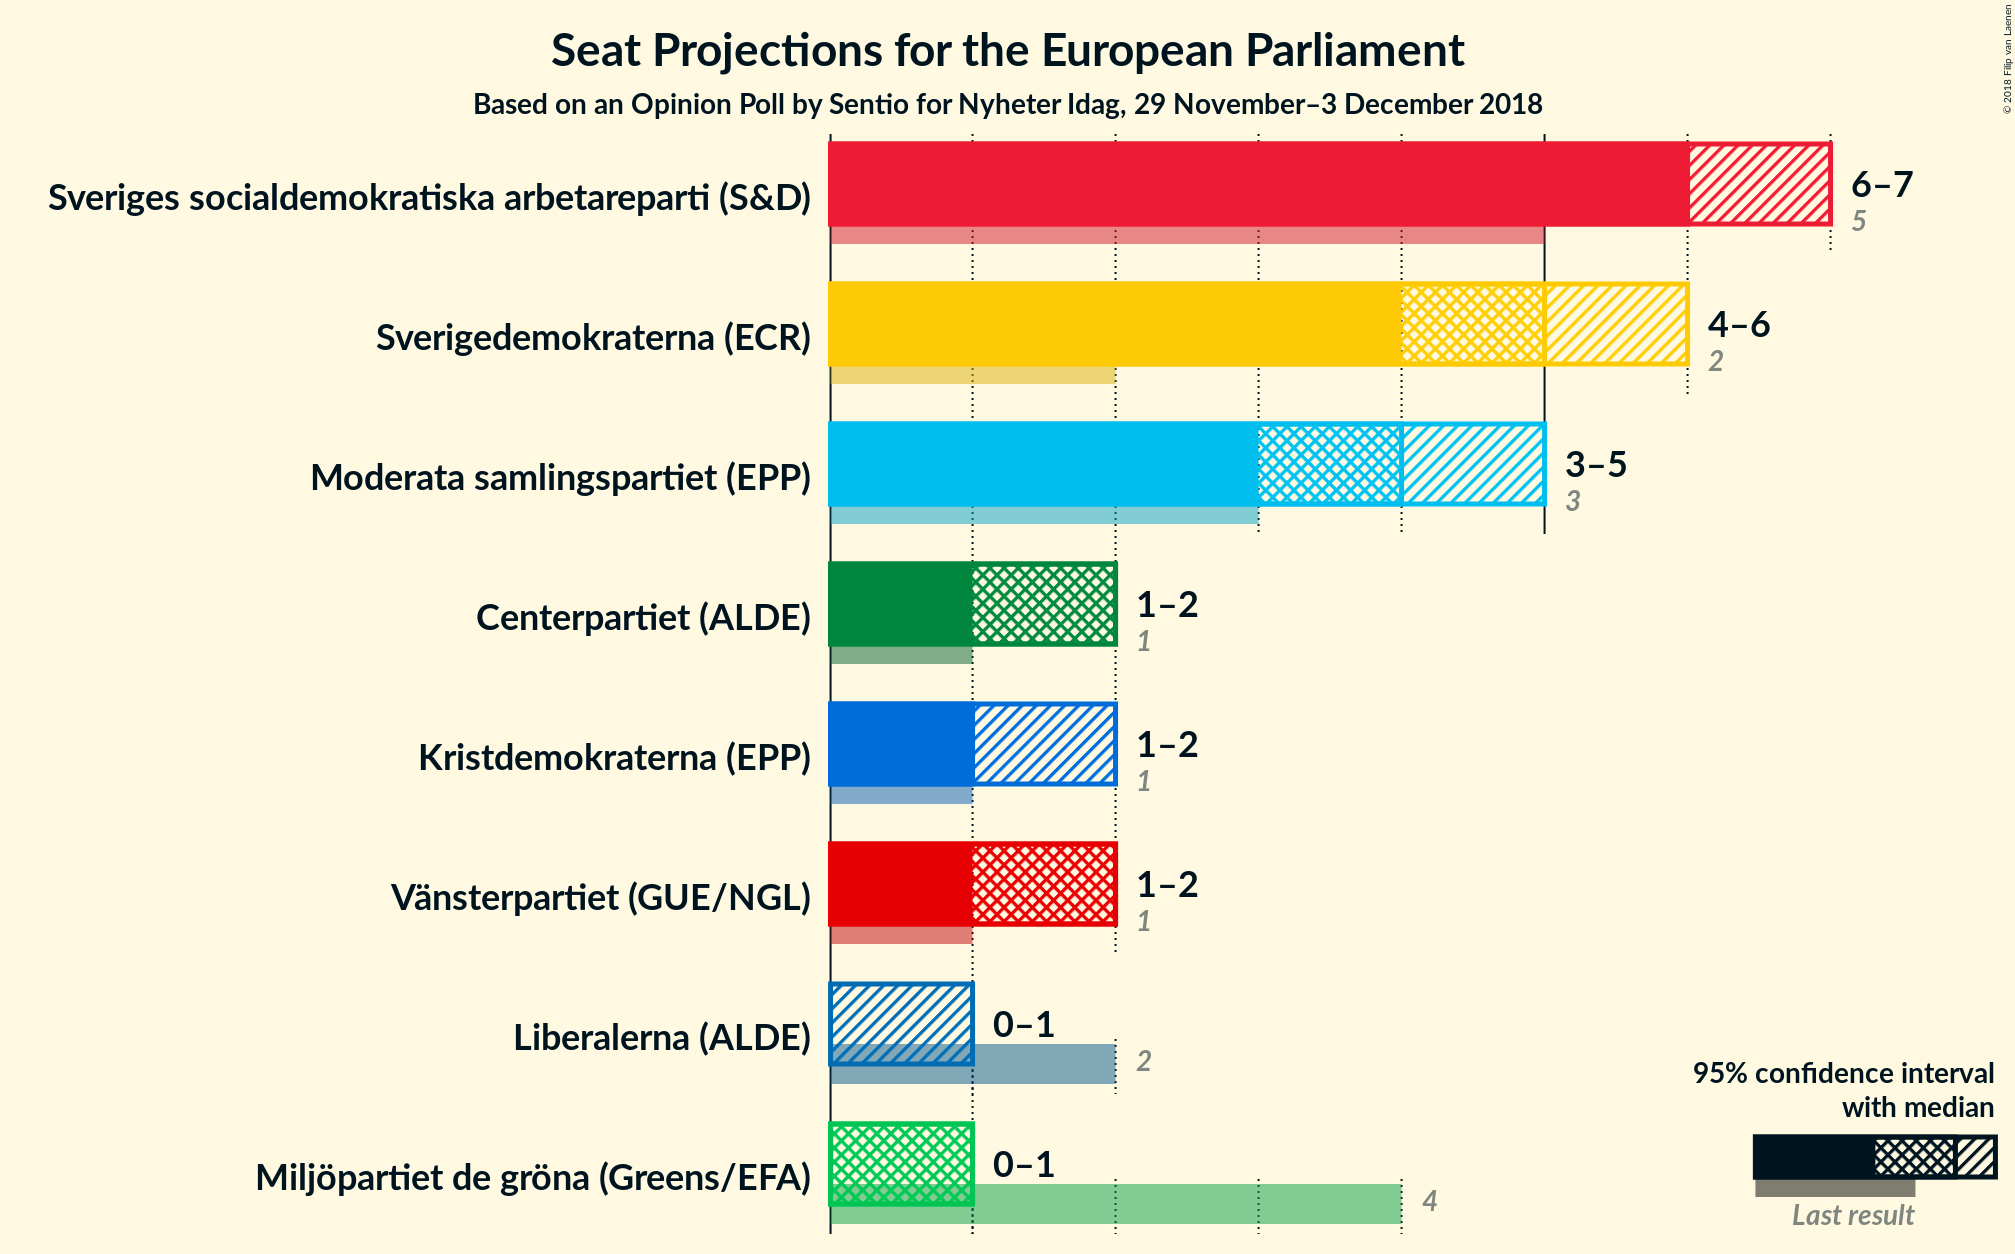 Seat Projections for the European Parliament
Based on an Opinion Poll by Sentio for Nyheter Idag, 29 November–3 December 2018
© 2018 Filip van Laenen
Sveriges socialdemokratiska arbetareparti (S&D)
6–7
5
Sverigedemokraterna (ECR)
4–6
2
Moderata samlingspartiet (EPP)
3–5
3
Centerpartiet (ALDE)
1–2
1
Kristdemokraterna (EPP)
1–2
1
Vänsterpartiet (GUE/NGL)
1–2
1
Liberalerna (ALDE)
0–1
2
Miljöpartiet de gröna (Greens/EFA)
0–1
4
95% confidence interval
with median
Last result